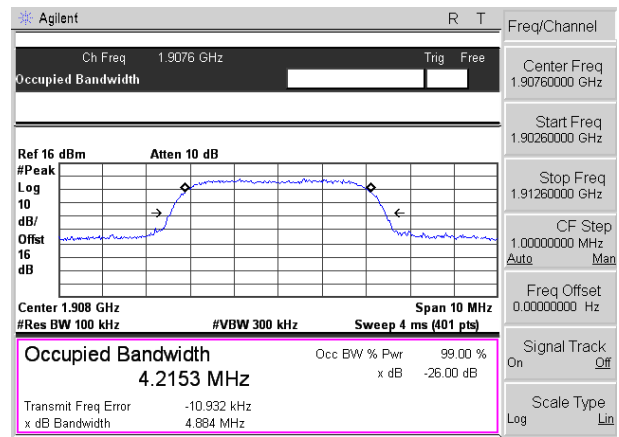 Agilent R T
Freq/Channel
Ch Freq 1.9076 GHz Trig Free
Occupied Bandwidth
Center Freq
1.90760000 GHz
Start Freq
1.90260000 GHz
Stop Freq
1.91260000 GHz
CF Step
1.00000000 MHz
Auto Man
Freq Offset
0.00000000 Hz
Signal Track
On Off
Scale Type
Log Lin
Ref 16 dBm Atten 10 dB
#Peak
Log
10
dB/
Offst
16
dB
Center 1.908 GHz Span 10 MHz
#Res BW 100 kHz #VBW 300 kHz Sweep 4 ms (401 pts)
Occupied Bandwidth Occ BW % Pwr 99.00 %
4.2153 MHz x dB -26.00 dB
Transmit Freq Error -10.932 kHz
x dB Bandwidth 4.884 MHz